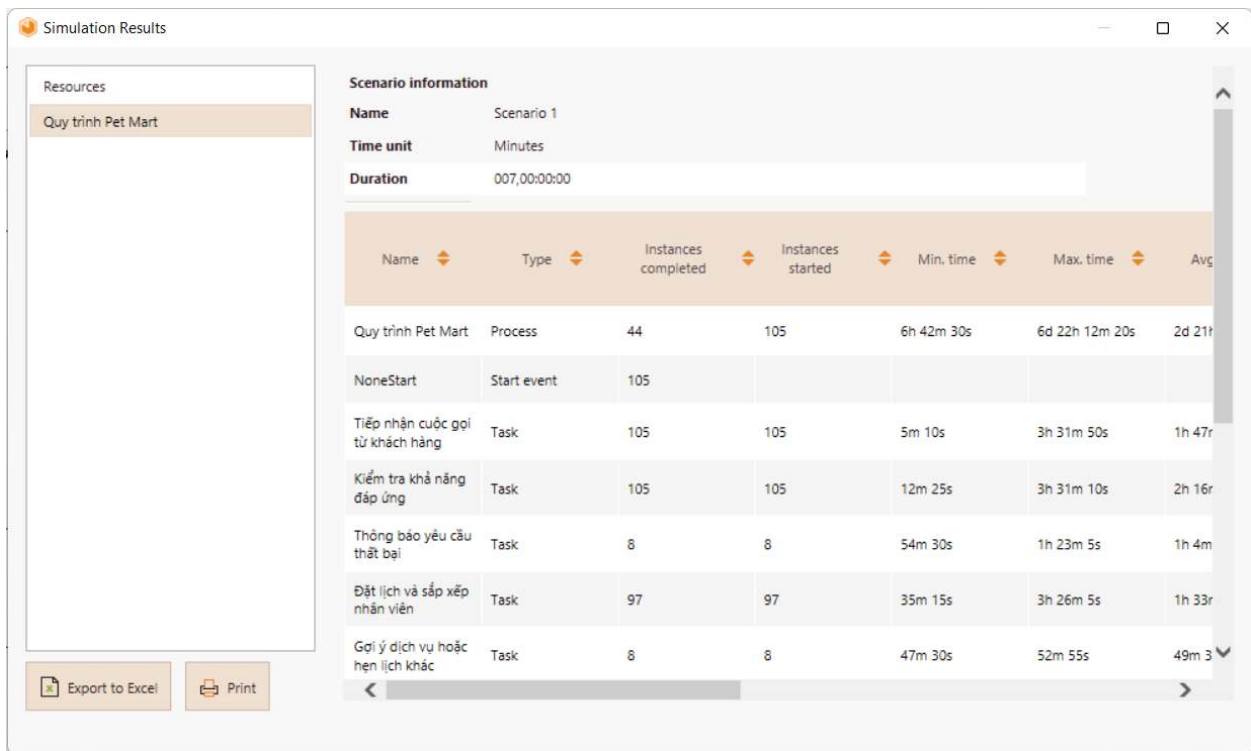 Simulation Results
Resources
Quy trình Pet Mart
Export to Excel
Print
Scenario information
Name Scenario 1
Time unit Minutes
Duration 007,00:00:00
Name Type Instances completed Instances started Min. time Max. time Avg
Quy trình Pet Mart Process 44 105 6h 42m 30s 6d 22h 12m 20s 2d 21h
NoneStart Start event 105
Tiếp nhận cuộc gọi
từ khách hàng Task 105 105 5m 10s 3h 31m 50s 1h 47m
Kiểm tra khả năng
đáp ứng Task 105 105 12m 25s 3h 31m 10s 2h 16m
Thông báo yêu cầu
thất bại Task 8 8 54m 30s 1h 23m 5s 1h 4m
Đặt lịch và sắp xếp
nhân viên Task 97 97 35m 15s 3h 26m 5s 1h 33m
Gợi ý dịch vụ hoặc
hẹn lịch khác Task 8 8 47m 30s 52m 55s 49m 3